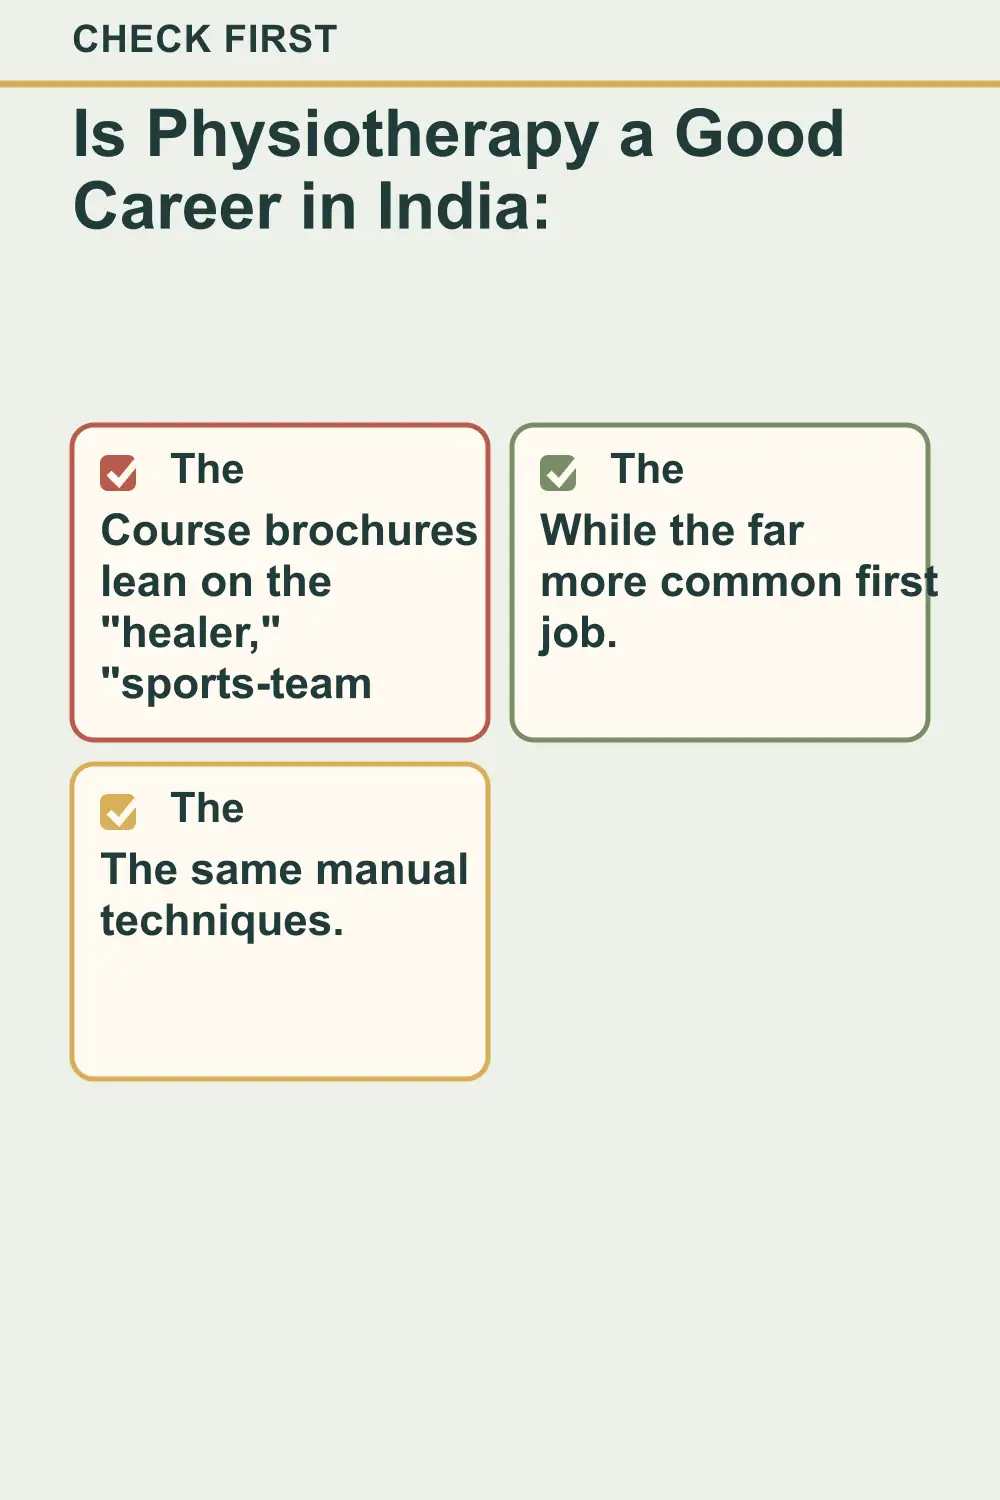 CHECK FIRST
Is Physiotherapy a Good
Career in India:
The
Course brochures
lean on the
"healer,"
"sports-team
The
While the far
more common first
job.
The
The same manual
techniques.